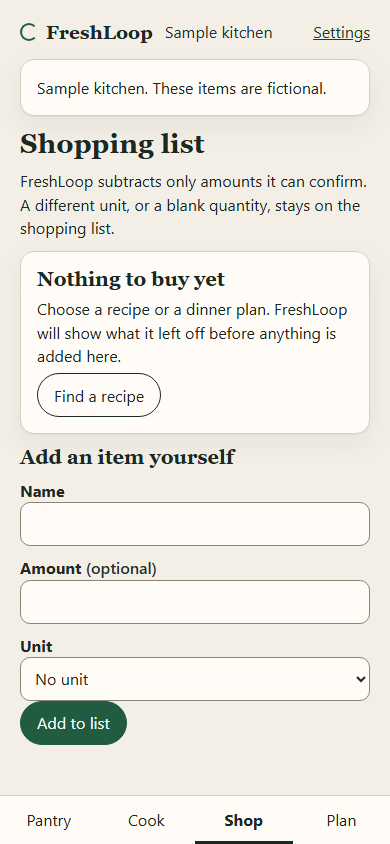 FreshLoop Sample kitchen Settings
Sample kitchen. These items are fictional.
Shopping list
FreshLoop subtracts only amounts it can confirm.
A different unit, or a blank quantity, stays on the
shopping list.
Nothing to buy yet
Choose a recipe or a dinner plan. FreshLoop
will show what it left off before anything is
added here.
Find a recipe
Add an item yourself
Name
Amount (optional)
Unit
No unit
Add to list
Pantry Cook Shop Plan